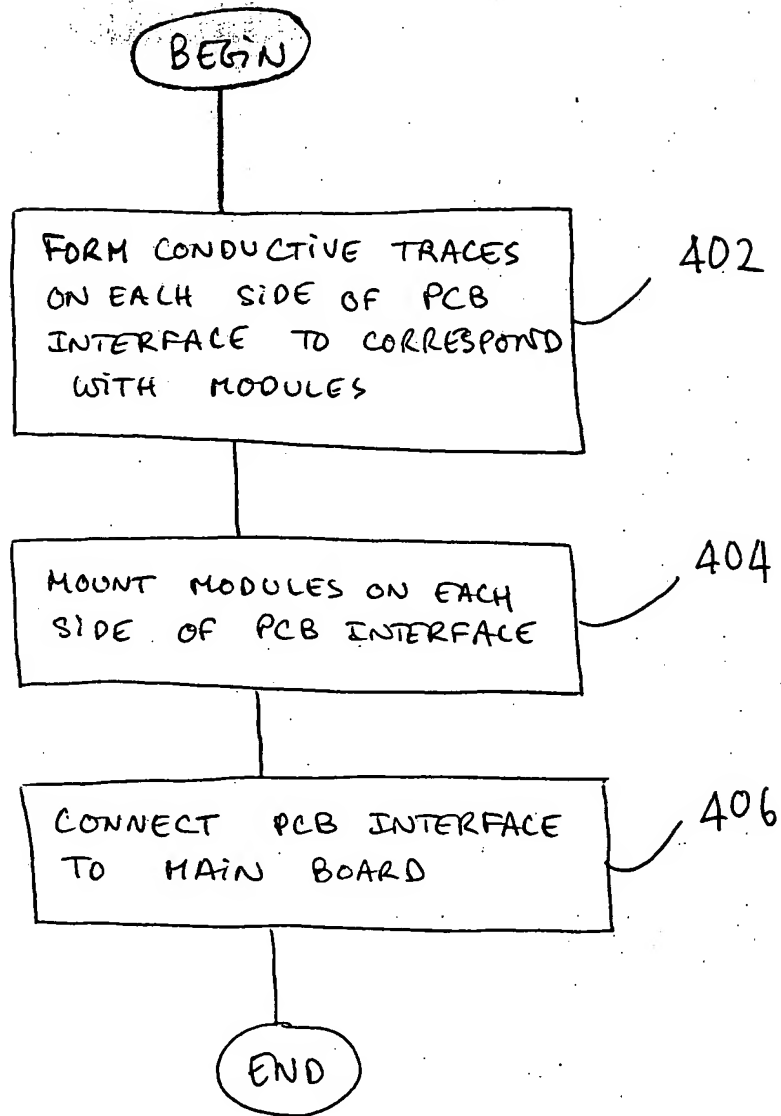 BEGIN
FORM CONDUCTIVE TRACES
ON EACH SIDE OF PCB
INTERFACE TO CORRESPOND
WITH MODULES
402
MOUNT MODULES ON EACH
SIDE OF PCB INTERFACE
404
CONNECT PCB INTERFACE
TO MAIN BOARD
406
END